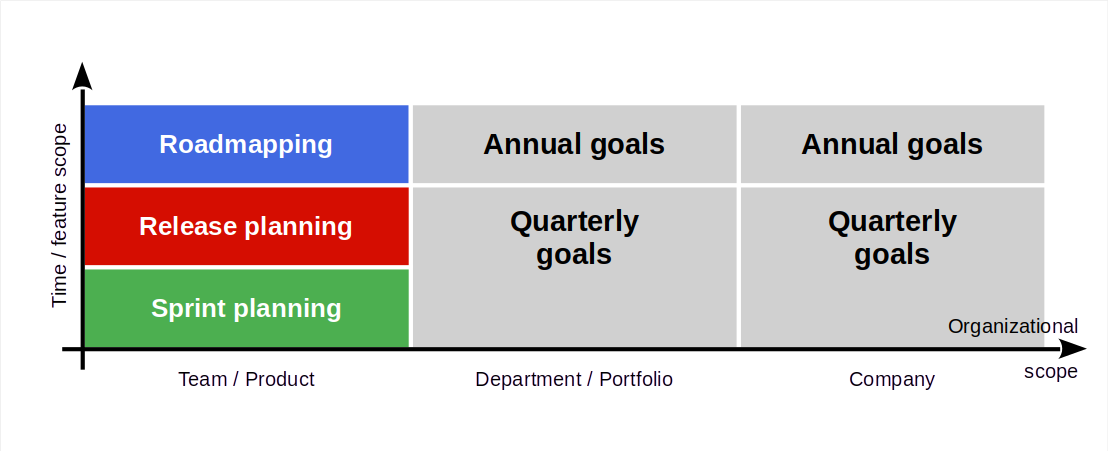 Time / feature scope
Roadmapping
Annual goals
Annual goals
Release planning
Quarterly
goals
Quarterly
goals
Sprint planning
Organizational
scope
Team / Product
Department / Portfolio
Company